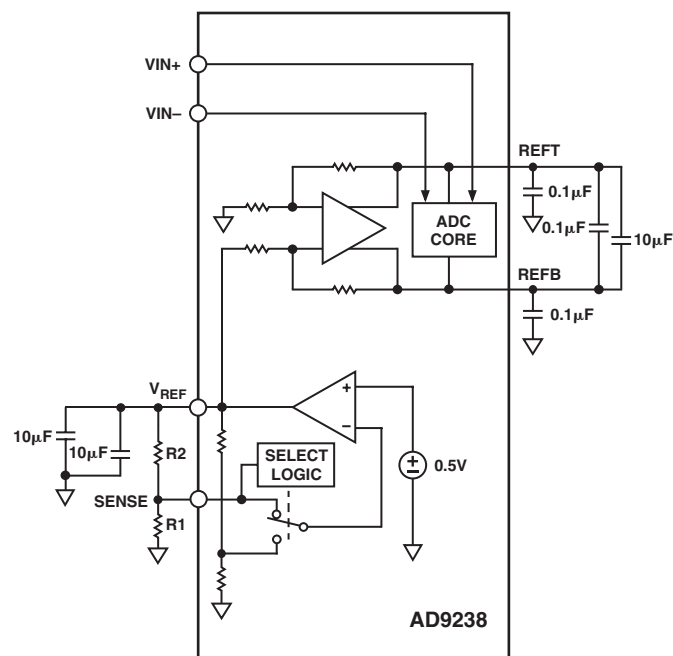 VIN+
VIN–
REFT
0.1μF
ADC
CORE
0.1μF
10μF
REFB
0.1μF
VREF
+
–
10μF
10μF
R2
SELECT
LOGIC
0.5V
SENSE
R1
AD9238